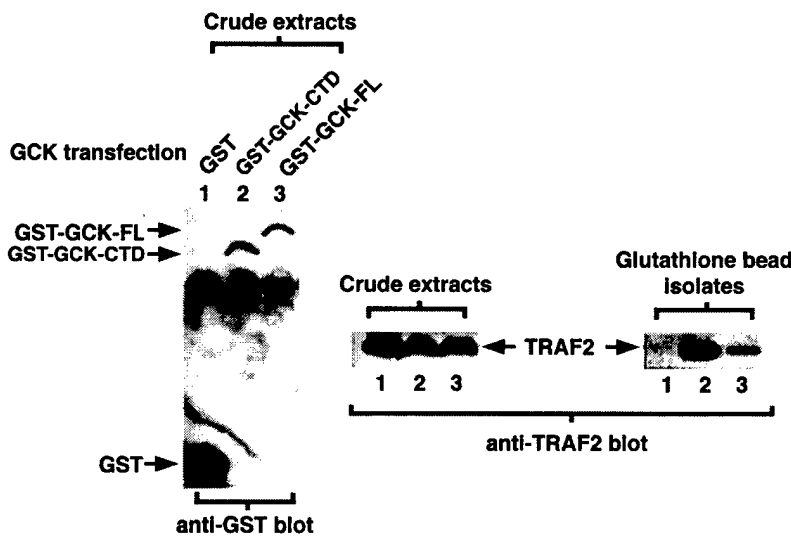 Crude extracts
GCK transfection
GST
GST-GCK-CTD
GST-GCK-FL
1 2 3
GST-GCK-FL
GST-GCK-CTD
GST
anti-GST blot
Crude extracts
Glutathione bead
isolates
TRAF2
1 2 3
1 2 3
anti-TRAF2 blot